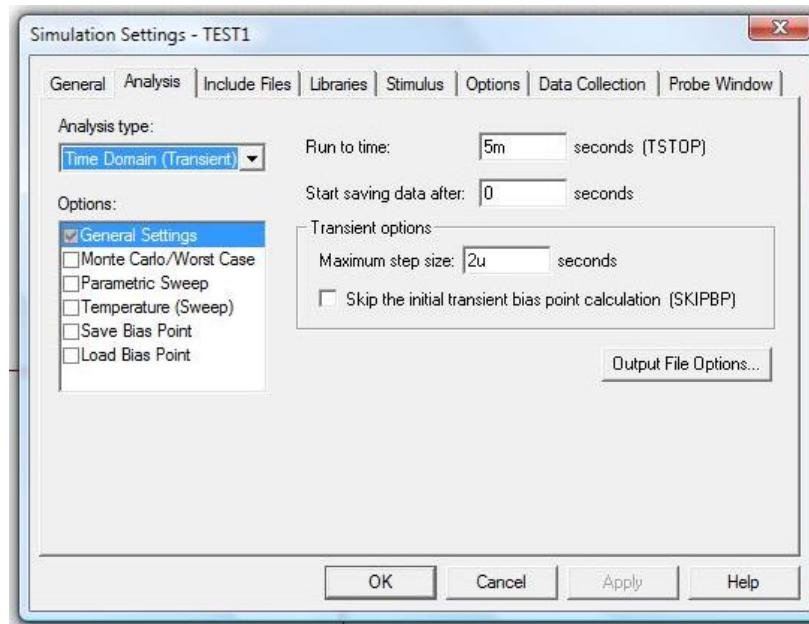 Simulation Settings - TEST1
General Analysis Include Files Libraries Stimulus Options Data Collection Probe Window
Analysis type:
Time Domain (Transient)
Options:
General Settings
Monte Carlo/Worst Case
Parametric Sweep
Temperature (Sweep)
Save Bias Point
Load Bias Point
Run to time: 5m seconds (TSTOP)
Start saving data after: 0 seconds
Transient options
Maximum step size: 2u seconds
Skip the initial transient bias point calculation (SKIPBP)
Output File Options...
OK Cancel Apply Help